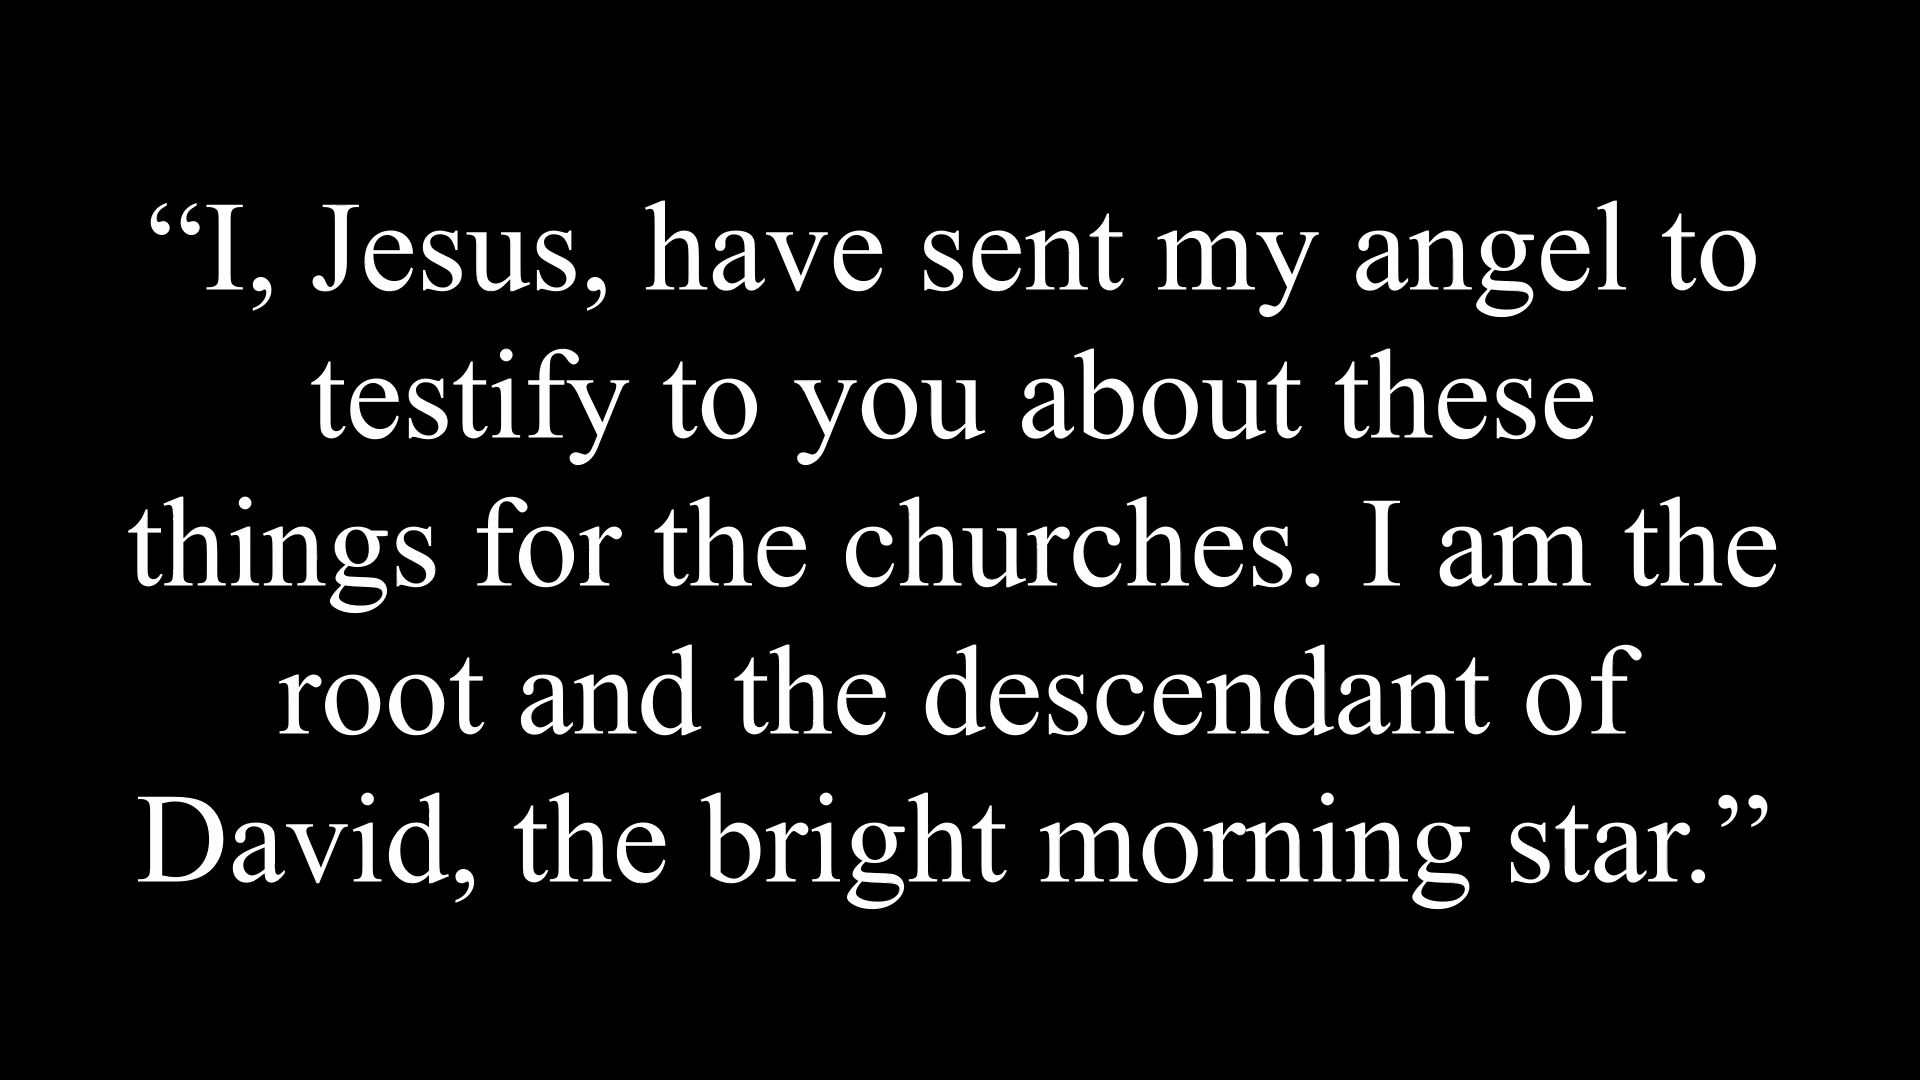 “I, Jesus, have sent my angel to
testify to you about these
things for the churches. I am the
root and the descendant of
David, the bright morning star.”